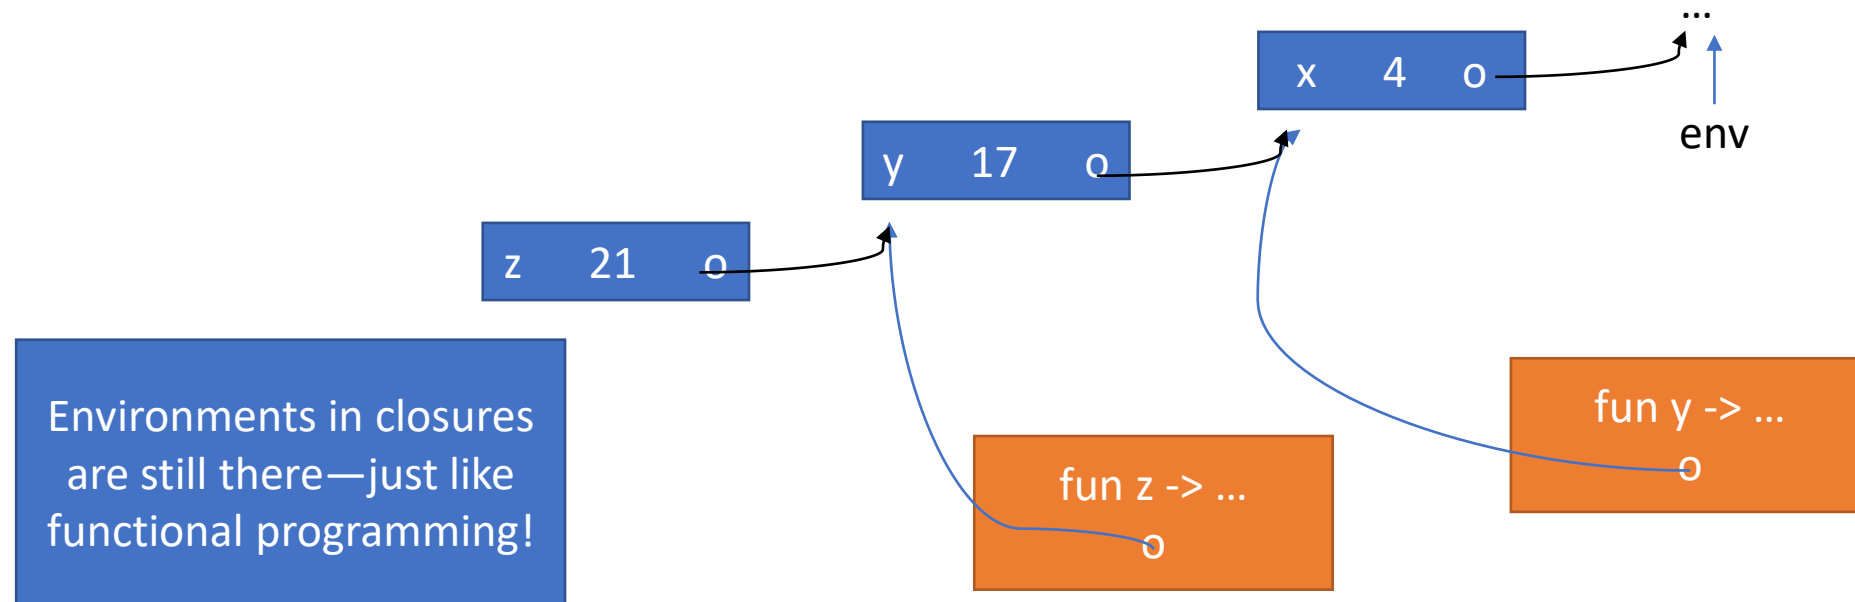 ...
x 4 o
env
y 17 o
z 21 o
Environments in closures
are still there—just like
functional programming!
fun z -> ...
o
fun y -> ...
o